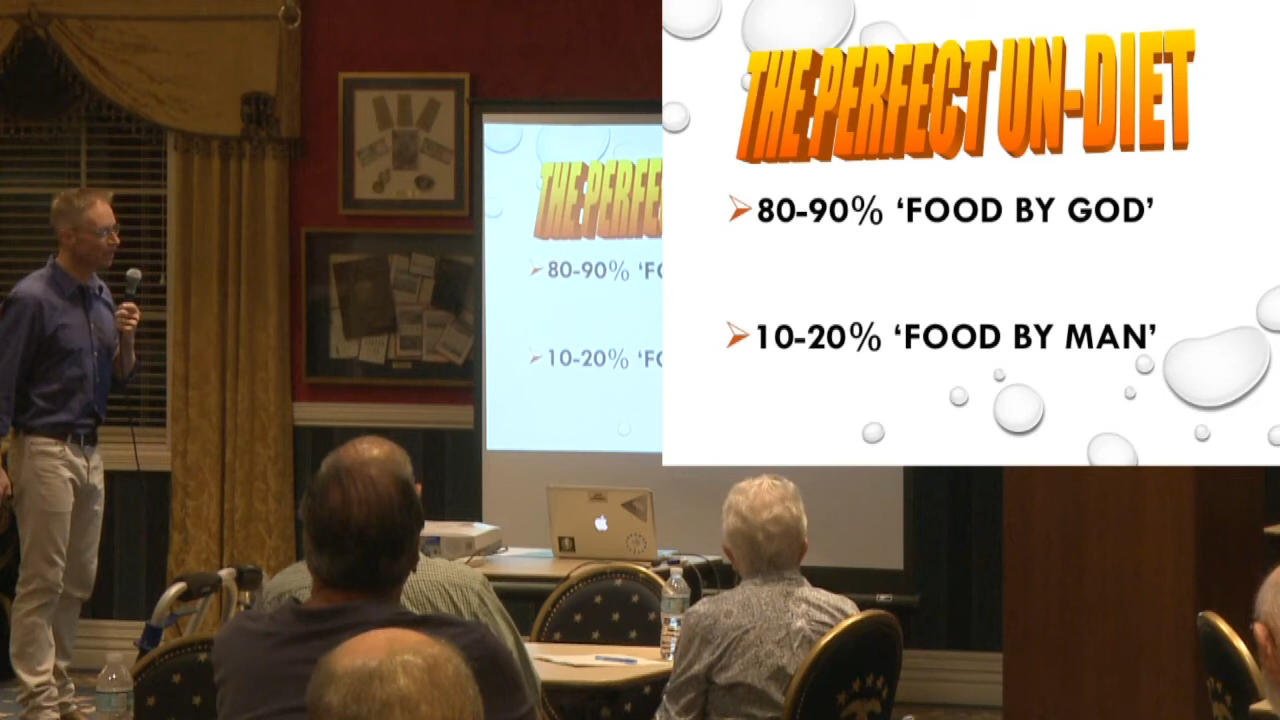 THE PERFECT UN-DIET
➢80-90% ‘FOOD BY GOD’
➢10-20% ‘FOOD BY MAN’
THE PERFE
➢80-90% ‘FO
➢10-20% ‘FO